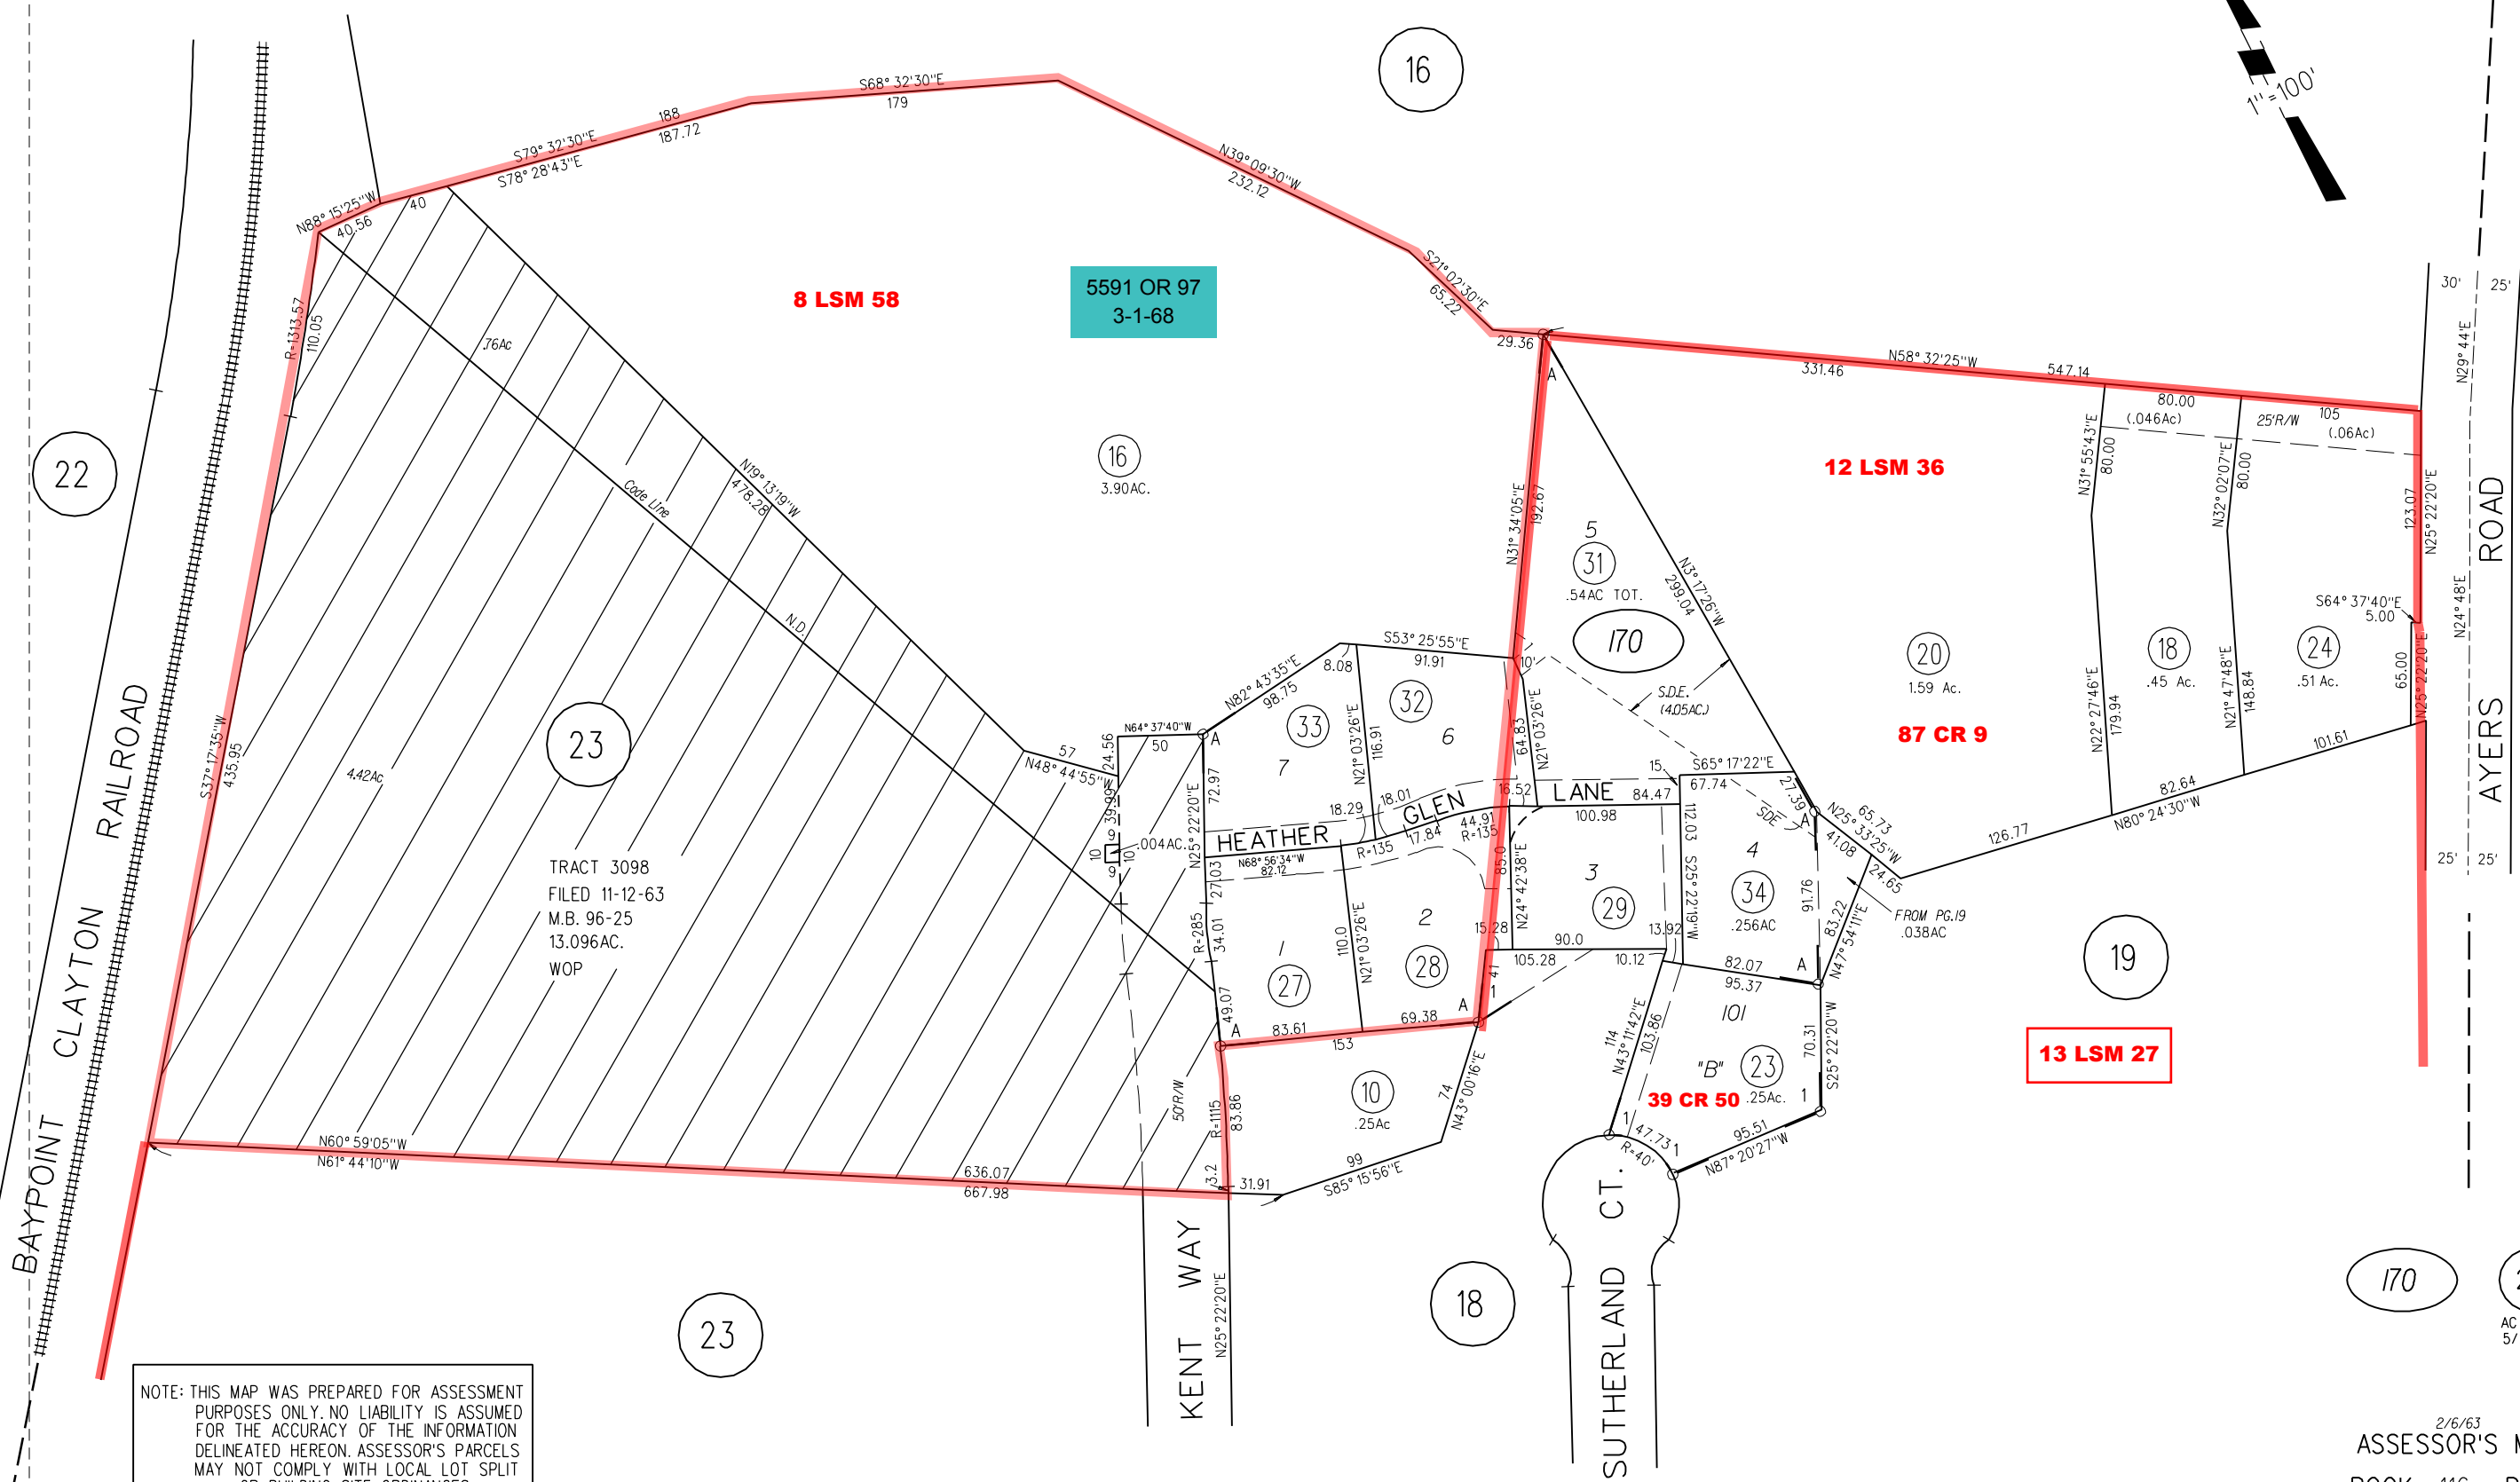 16
1"=100'
S68° 32'30"E
179
188
S79° 32'30"E
187.72
S78° 28'43"E
N39° 09'30"W
232.12
N88° 15'25"W
40.56
40
S21° 02'30"E
65.22
8 LSM 58
5591 OR 97
3-1-68
30'
25'
N29° 44'E
R=1313.57
110.05
.76Ac
29.36
A
N58° 32'25"W
331.46
547.14
80.00
105
(.046Ac)
25'R/W
(.06Ac)
22
Code Line
N19° 13'19"W
478.28
16
3.90AC.
12 LSM 36
N31° 34'05"E
192.67
N31° 55'43"E
80.00
N32° 02'07"E
80.00
123.07
N25° 22'20"E
AYERS ROAD
5
31
.54AC TOT.
N3° 17'26"W
299.04
170
S64° 37'40"E
5.00
N24° 48'E
N.D.
S53° 25'55"E
91.91
10'
1
8.08
N82° 43'35"E
98.75
20
1.59 Ac.
18
.45 Ac.
24
.51 Ac.
65.00
N25° 22'20"E
S.D.E.
(4.05AC.)
87 CR 9
BAYPOINT CLAYTON RAILROAD
23
S37° 17'35"W
435.95
4.42Ac
N64° 37'40"W
50
A
24.56
57
N48° 44'55"W
33
7
32
6
N21° 03'26"E
116.91
64.83
N21° 03'26"E
N22° 27'46"E
179.94
N21° 47'48"E
148.84
101.61
82.64
N80° 24'30"W
126.77
15.
S65° 17'22"E
67.74
27.39
72.97
39.99
N25° 22'20"E
9
10
10
9
.004AC.
18.29
18.01
HEATHER GLEN LANE
16.52
84.47
100.98
17.84
44.91
R=135
R=135
N68° 56'34"W
82.12
27.03
SDE
A
N25° 33'25"W
65.73
41.08
24.65
25'
25'
TRACT 3098
FILED 11-12-63
M.B. 96-25
13.096AC.
WOP
R=285
34.01
49.07
1
27
110.0
N21° 03'26"E
2
28
85.0
N24° 42'38"E
15.28
3
29
112.03
S25° 22'19"W
4
34
.256AC
91.76
83.22
N47° 54'11"E
FROM PG.19
.038AC
13.92
90.0
105.28
10.12
41
1
82.07
95.37
A
19
A
83.61
153
69.38
A
101
"B"
23
.25Ac.
70.31
S25° 22'20"W
13 LSM 27
114
N43° 11'42"E
103.86
39 CR 50
1
50'R/W
R=1115
83.86
10
.25Ac
74
N43° 00'16"E
1
47.73
R=40'
1
95.51
N87° 20'27"W
N60° 59'05"W
N61° 44'10"W
636.07
667.98
33.2
31.91
99
S85° 15'56"E
KENT WAY
N25° 22'20"E
SUTHERLAND CT.
18
23
170
AC
5/
NOTE: THIS MAP WAS PREPARED FOR ASSESSMENT
PURPOSES ONLY. NO LIABILITY IS ASSUMED
FOR THE ACCURACY OF THE INFORMATION
DELINEATED HEREON. ASSESSOR'S PARCELS
MAY NOT COMPLY WITH LOCAL LOT SPLIT
2/6/63
ASSESSOR'S